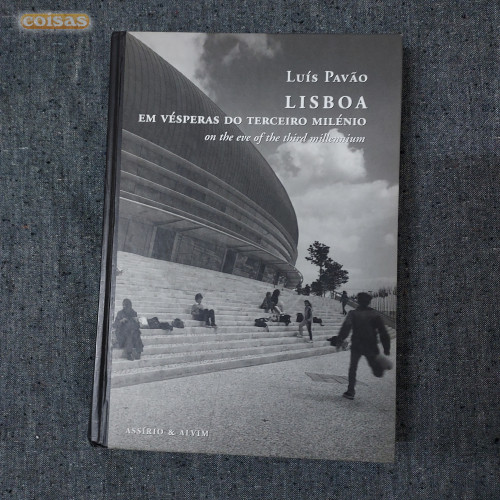 coisas
Luís Pavão
LISBOA
EM VÉSPERAS DO TERCEIRO MILÉNIO
on the eve of the third millennium
ASSÍRIO & ALVIM